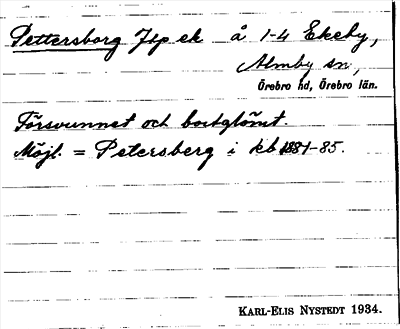 Pettersborg Jtp ek å 1-4 Ekeby,
Almby sn,
Örebro hd, Örebro län.
Försvunnet och bortglömt.
Möjl. = Petersberg i kb 1881-85.
KARL-ELIS NYSTEDT 1934.